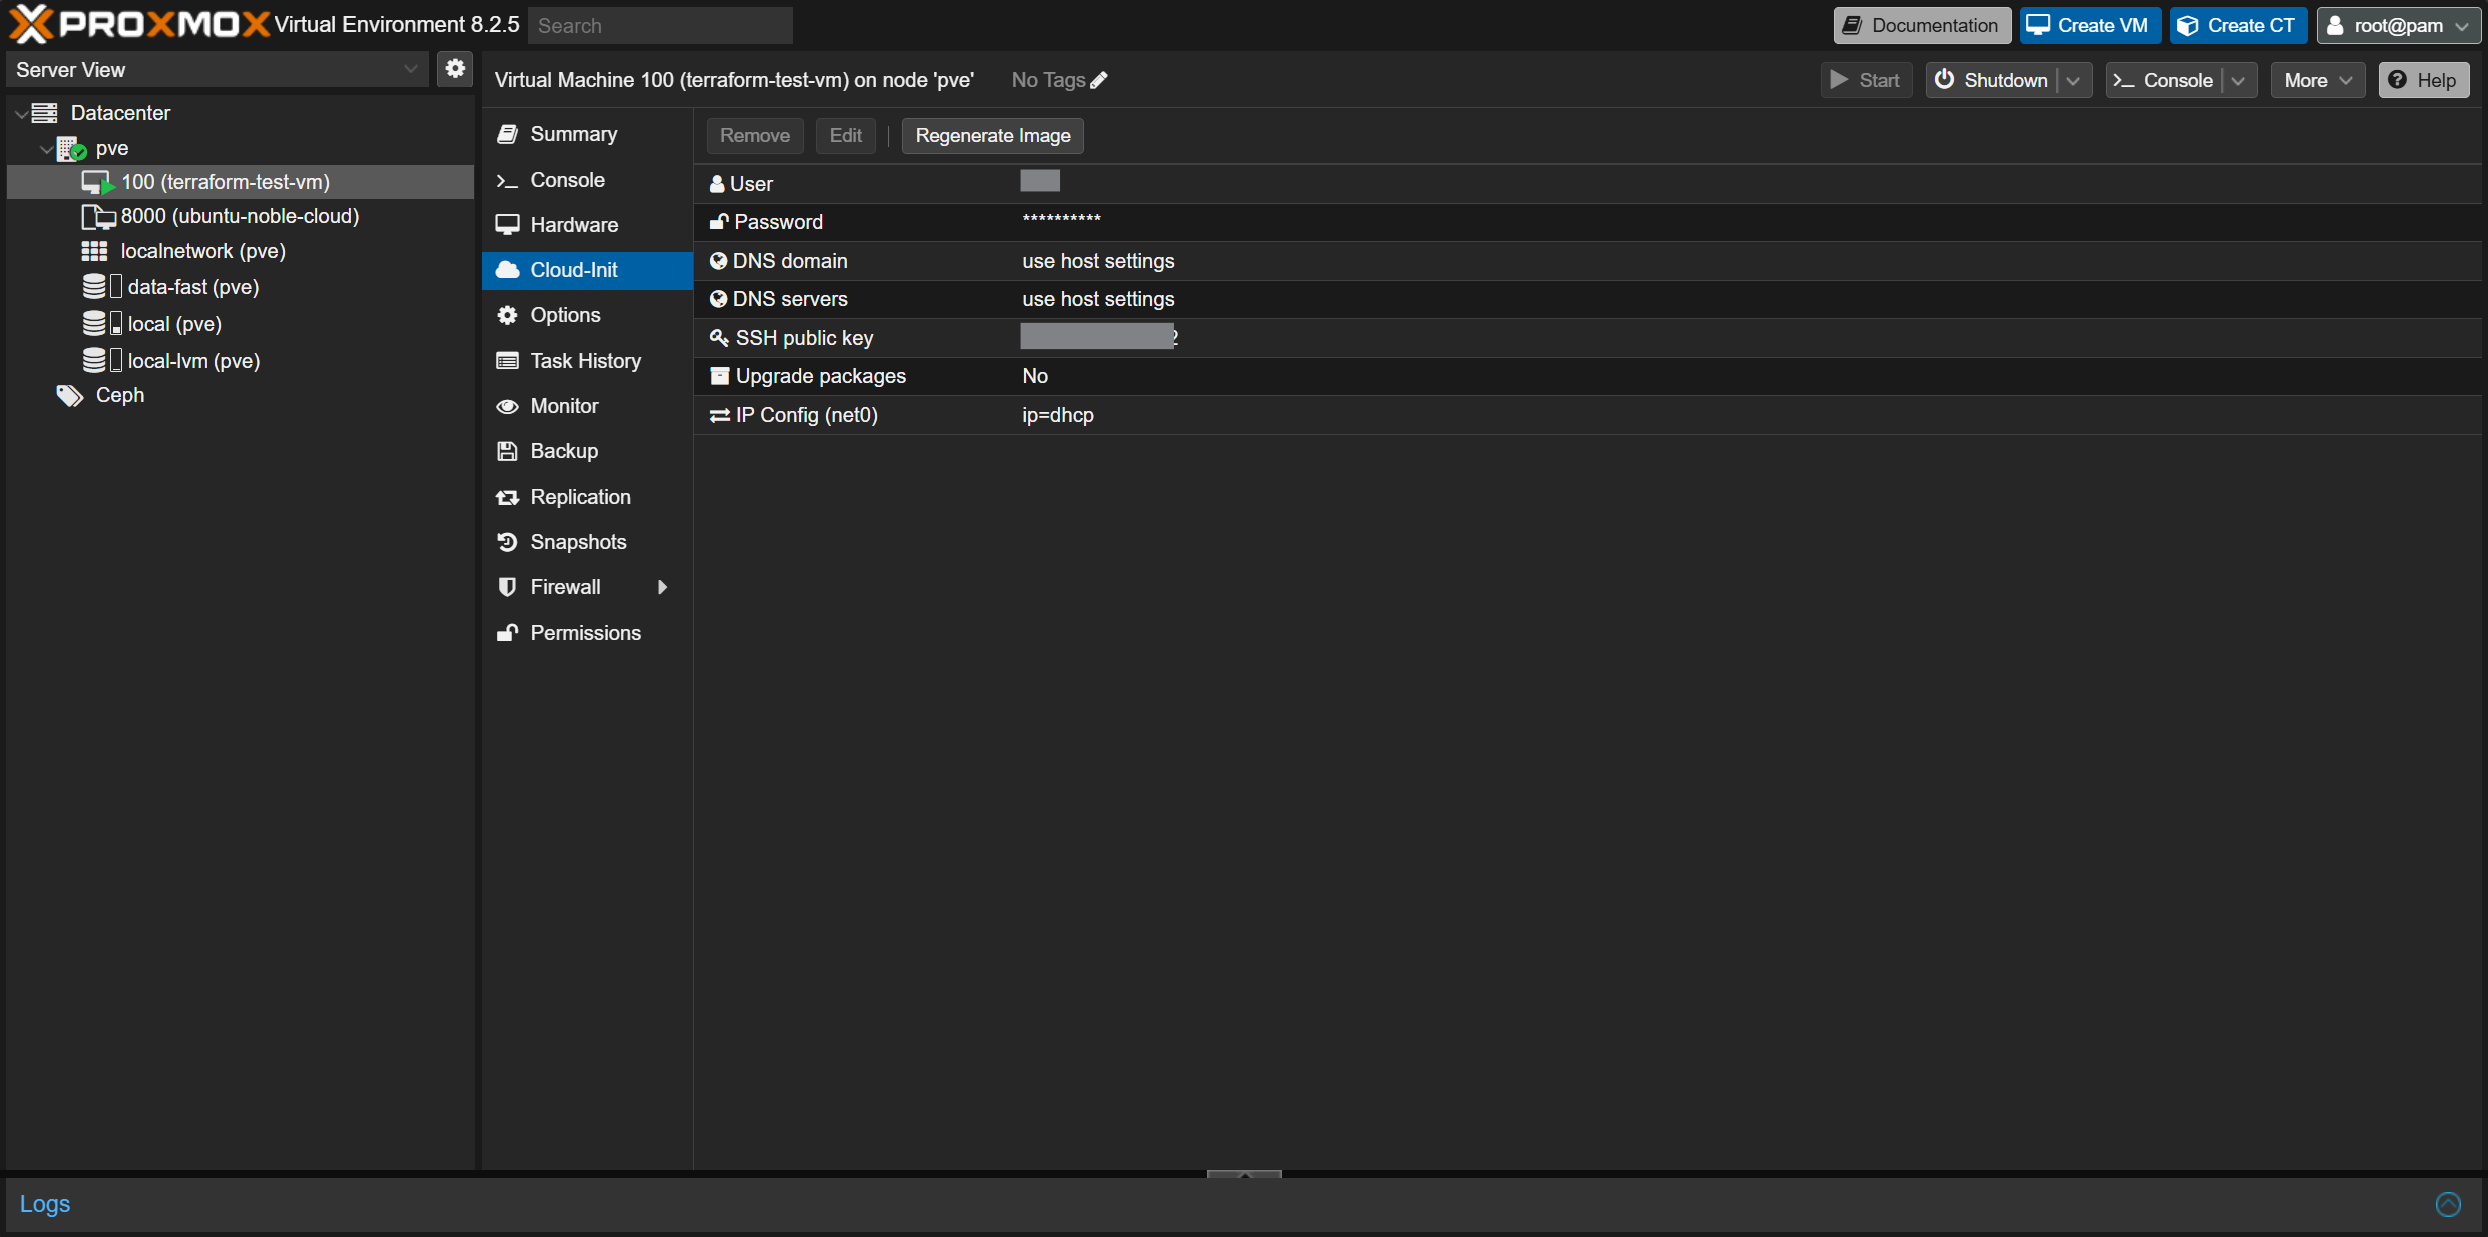 PROXMOX Virtual Environment 8.2.5 Search Documentation Create VM Create CT root@pam
Server View
Virtual Machine 100 (terraform-test-vm) on node 'pve' No Tags Start Shutdown Console More Help
Datacenter
pve
100 (terraform-test-vm)
8000 (ubuntu-noble-cloud)
localnetwork (pve)
data-fast (pve)
local (pve)
local-lvm (pve)
Ceph
Summary
Console
Hardware
Cloud-Init
Options
Task History
Monitor
Backup
Replication
Snapshots
Firewall
Permissions
Remove Edit Regenerate Image
User
Password **********
DNS domain use host settings
DNS servers use host settings
SSH public key
Upgrade packages No
IP Config (net0) ip=dhcp
Logs